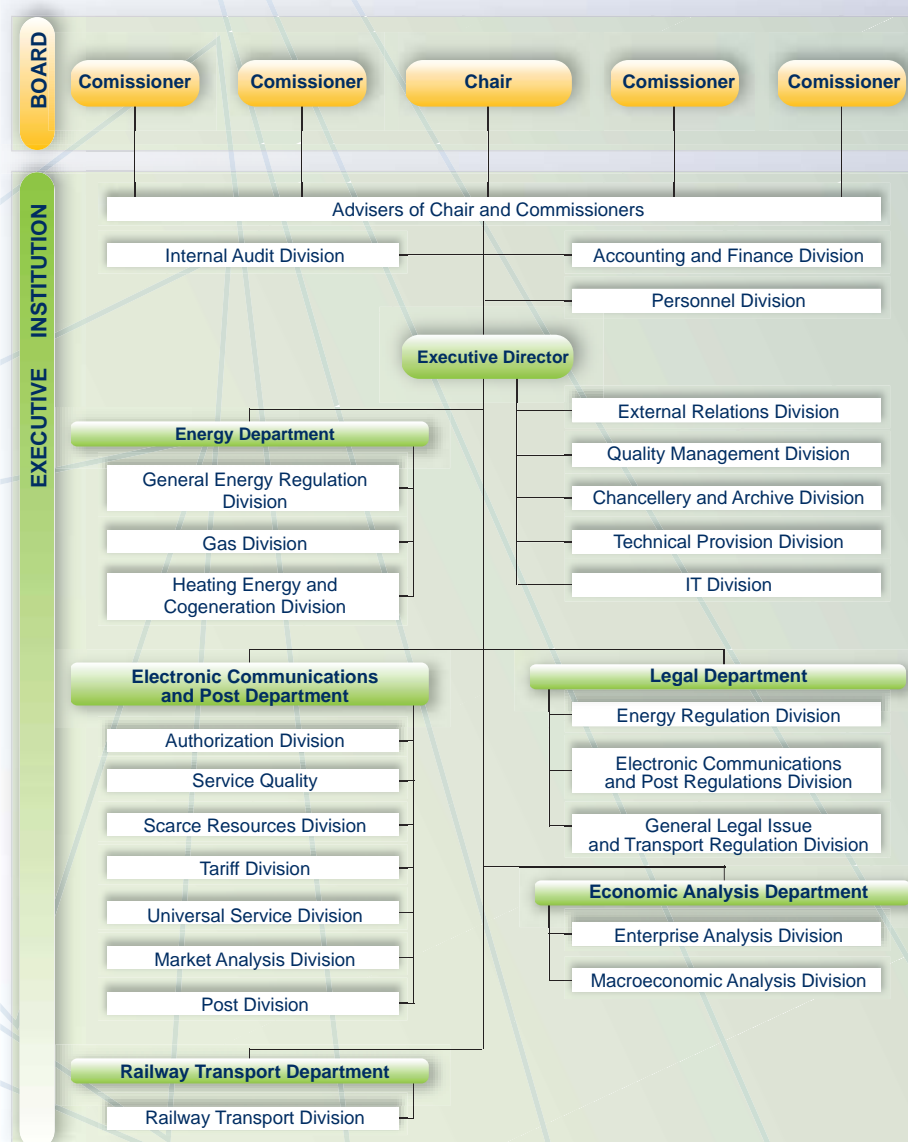 BOARD
Comissioner
Comissioner
Chair
Comissioner
Comissioner
EXECUTIVE INSTITUTION
Advisers of Chair and Commissioners
Internal Audit Division
Accounting and Finance Division
Personnel Division
Executive Director
External Relations Division
Quality Management Division
Chancellery and Archive Division
Technical Provision Division
IT Division
Energy Department
General Energy Regulation
Division
Gas Division
Heating Energy and
Cogeneration Division
Electronic Communications
and Post Department
Authorization Division
Service Quality
Scarce Resources Division
Tariff Division
Universal Service Division
Market Analysis Division
Post Division
Legal Department
Energy Regulation Division
Electronic Communications
and Post Regulations Division
General Legal Issue
and Transport Regulation Division
Economic Analysis Department
Enterprise Analysis Division
Macroeconomic Analysis Division
Railway Transport Department
Railway Transport Division